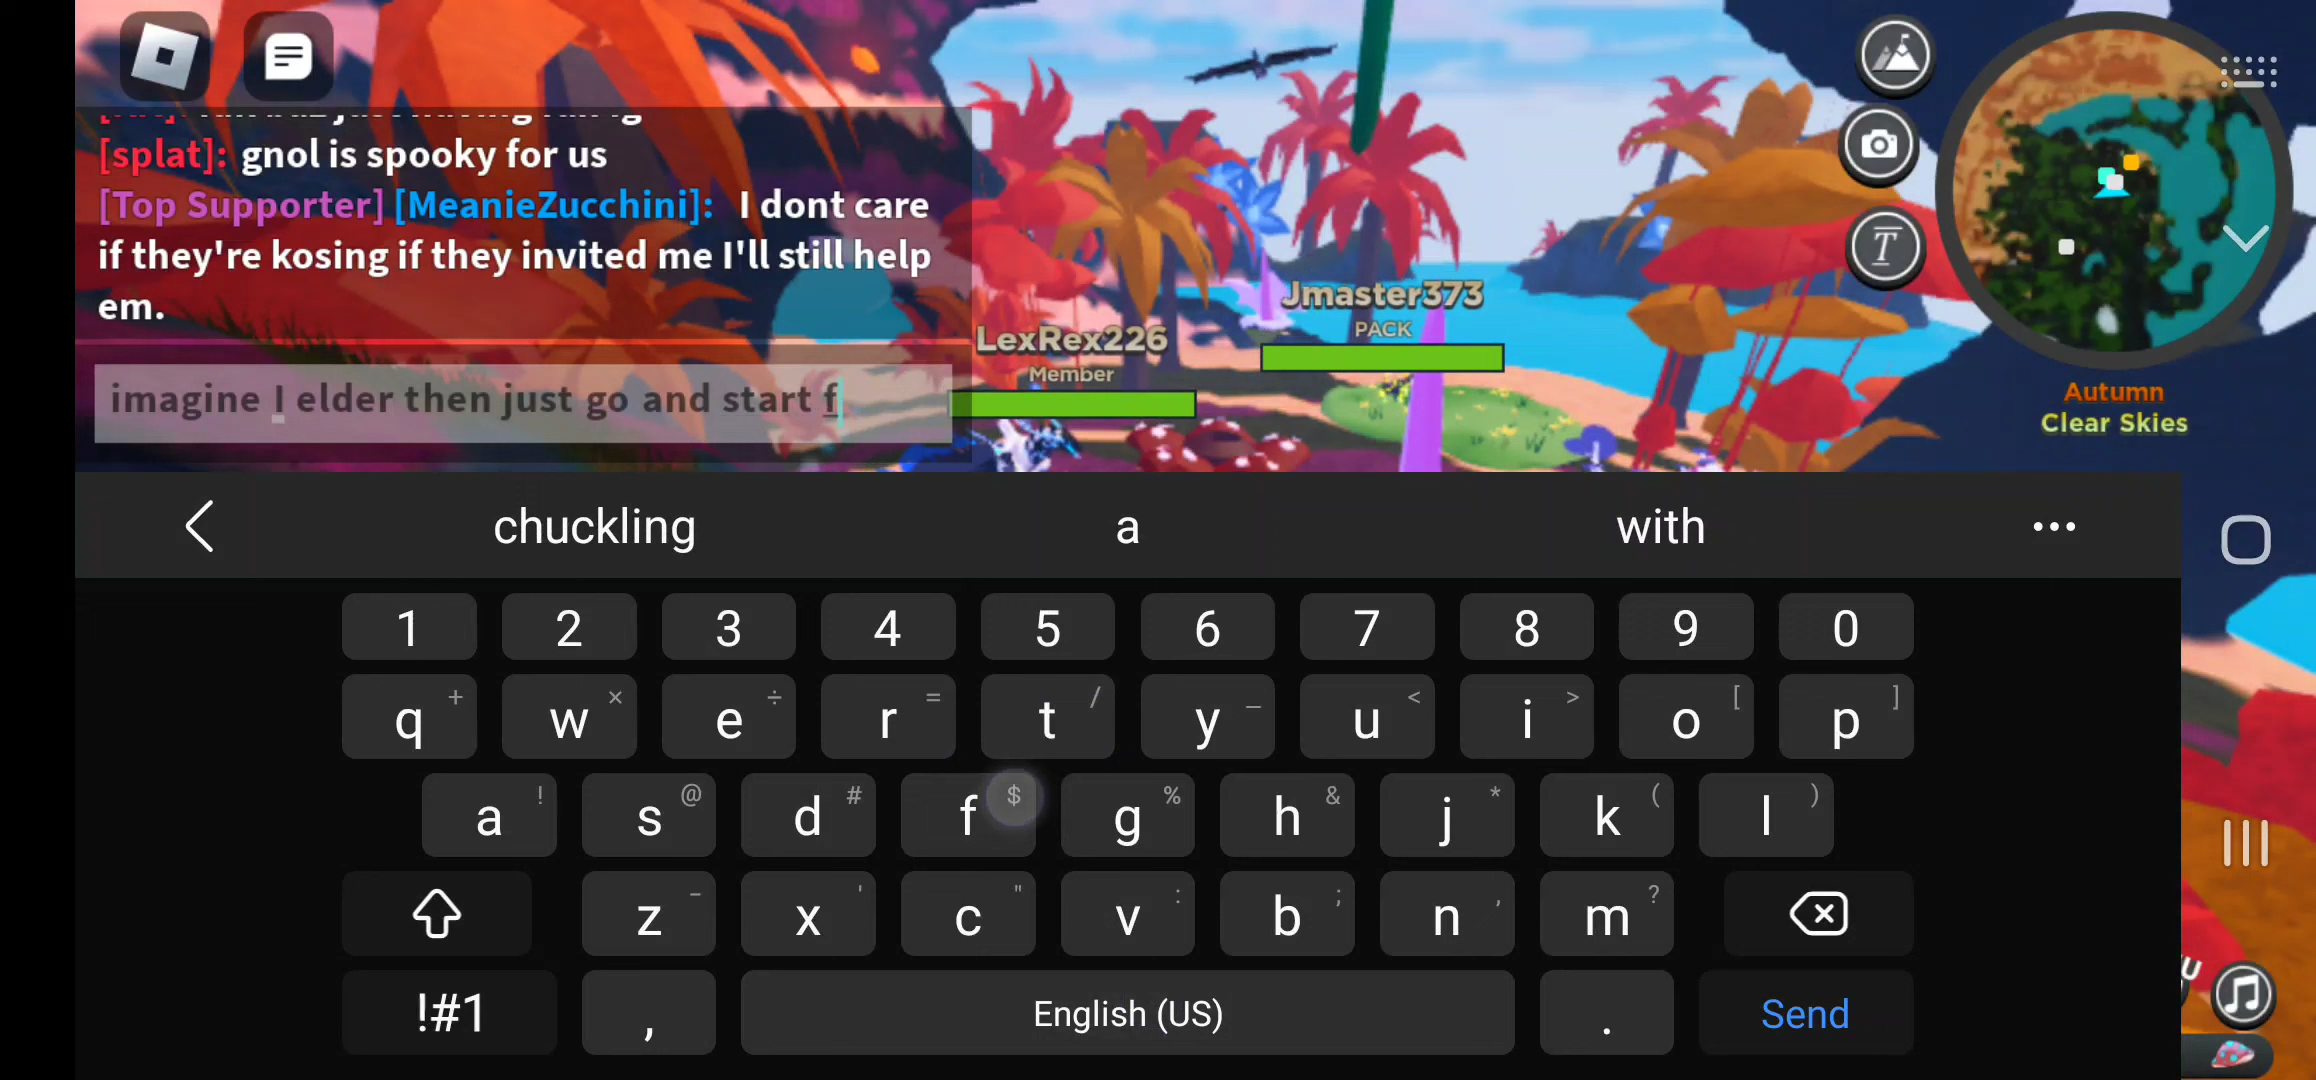 [splat]: gnol is spooky for us
[Top Supporter] [MeanieZucchini]: I dont care
if they're kosing if they invited me I'll still help
em.
imagine I elder then just go and start f
LexRex226
Member
Jmaster373
PACK
T
Autumn
Clear Skies
chuckling a with
1 2 3 4 5 6 7 8 9 0
q + w × e ÷ r = t / y _ u < i > o [ p ]
a ! s @ d # f $ g % h & j * k ( l )
z - x ' c " v : b ; n , m ?
!#1 , English (US) . Send